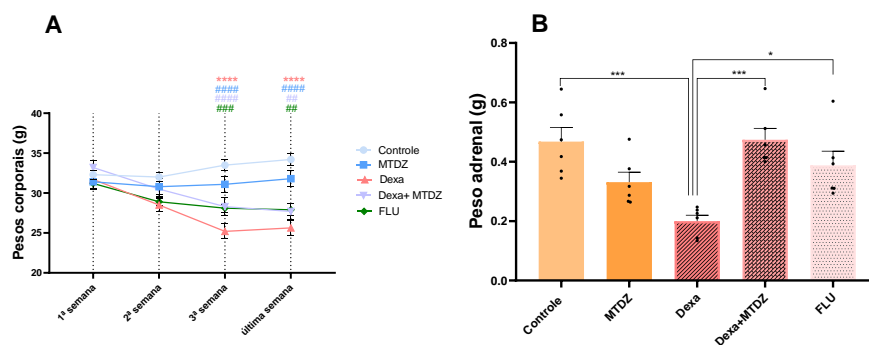 A
****
####
####
###
****
####
##
##
Pesos corporais (g)
40
35
30
25
20
1ª semana
2ª semana
3ª semana
última semana
Controle
MTDZ
Dexa
Dexa+ MTDZ
FLU
B
Peso adrenal (g)
0.8
0.6
0.4
0.2
0.0
***
***
*
Controle
MTDZ
Dexa
Dexa+MTDZ
FLU